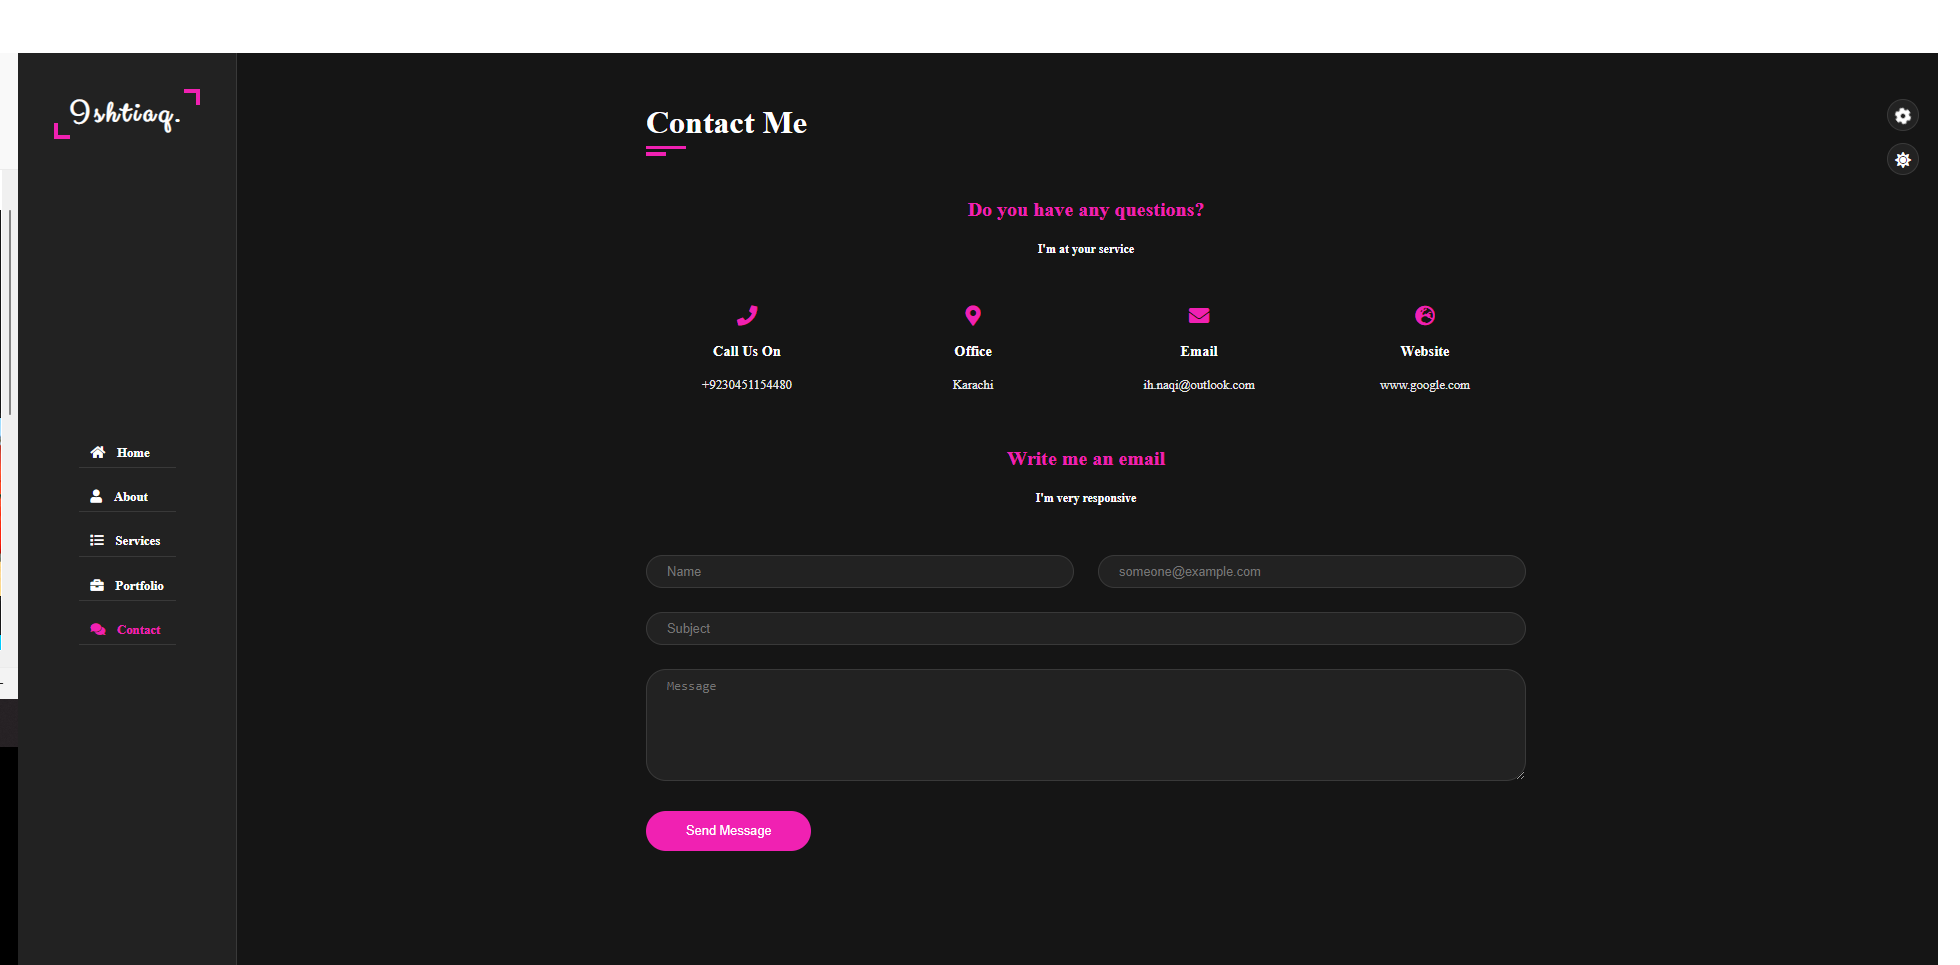 9shtiaq.
Home
About
Services
Portfolio
Contact
Contact Me
Do you have any questions?
I'm at your service
Call Us On
+9230451154480
Office
Karachi
Email
ih.naqi@outlook.com
Website
www.google.com
Write me an email
I'm very responsive
Name
someone@example.com
Subject
Message
Send Message